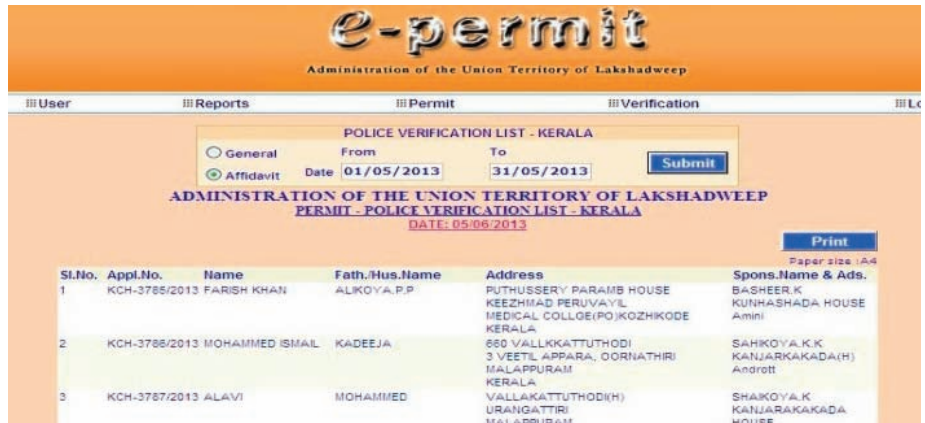 e-permit
Administration of the Union Territory of Lakshadweep
User Reports Permit Verification Lo
POLICE VERIFICATION LIST - KERALA
General From To
Affidavit Date 01/05/2013 31/05/2013 Submit
ADMINISTRATION OF THE UNION TERRITORY OF LAKSHADWEEP
PERMIT - POLICE VERIFICATION LIST - KERALA
DATE: 05/06/2013
Print
Paper size :A4
Sl.No. Appl.No. Name Fath./Hus.Name Address Spons.Name & Ads.
1 KCH-3785/2013 FARISH KHAN ALIKOYA.P.P PUTHUSSERY PARAMB HOUSE BASHEER.K
KEEZHMAD PERUVAYIL KUNHASHADA HOUSE
MEDICAL COLLGE(PO)KOZHIKODE Amini
KERALA
2 KCH-3786/2013 MOHAMMED ISMAIL KADEEJA 660 VALLKKATTUTHODI SAHIKOYA.K.K
3 VEETIL APPARA, OORNATHIRI KANJARKAKADA(H)
MALAPPURAM Andrott
KERALA
3 KCH-3787/2013 ALAVI MOHAMMED VALLAKATTUTHODI(H) SHAIKOYA.K
URANGATTIRI KANJARAKAKADA
MALAPPURAM HOUSE